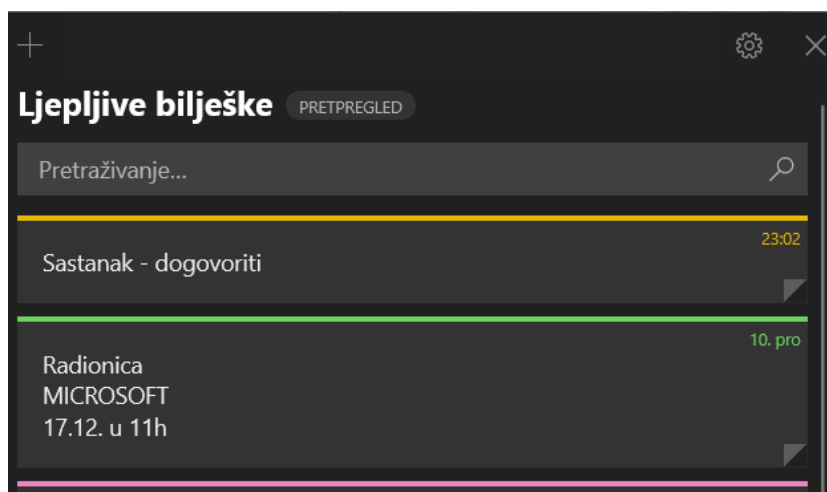 Ljepljive bilješke PRETPREGLED
Pretraživanje...
23:02
Sastanak - dogovoriti
10. pro
Radionica
MICROSOFT
17.12. u 11h